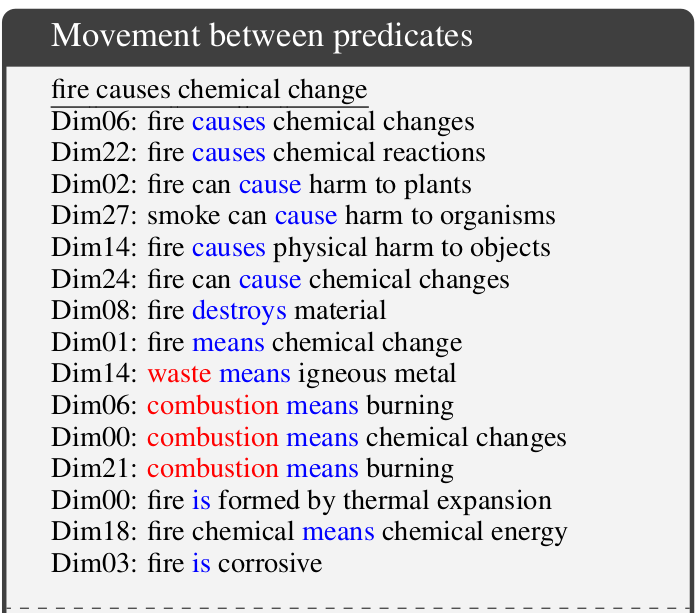 Movement between predicates
fire causes chemical change
Dim06: fire causes chemical changes
Dim22: fire causes chemical reactions
Dim02: fire can cause harm to plants
Dim27: smoke can cause harm to organisms
Dim14: fire causes physical harm to objects
Dim24: fire can cause chemical changes
Dim08: fire destroys material
Dim01: fire means chemical change
Dim14: waste means igneous metal
Dim06: combustion means burning
Dim00: combustion means chemical changes
Dim21: combustion means burning
Dim00: fire is formed by thermal expansion
Dim18: fire chemical means chemical energy
Dim03: fire is corrosive